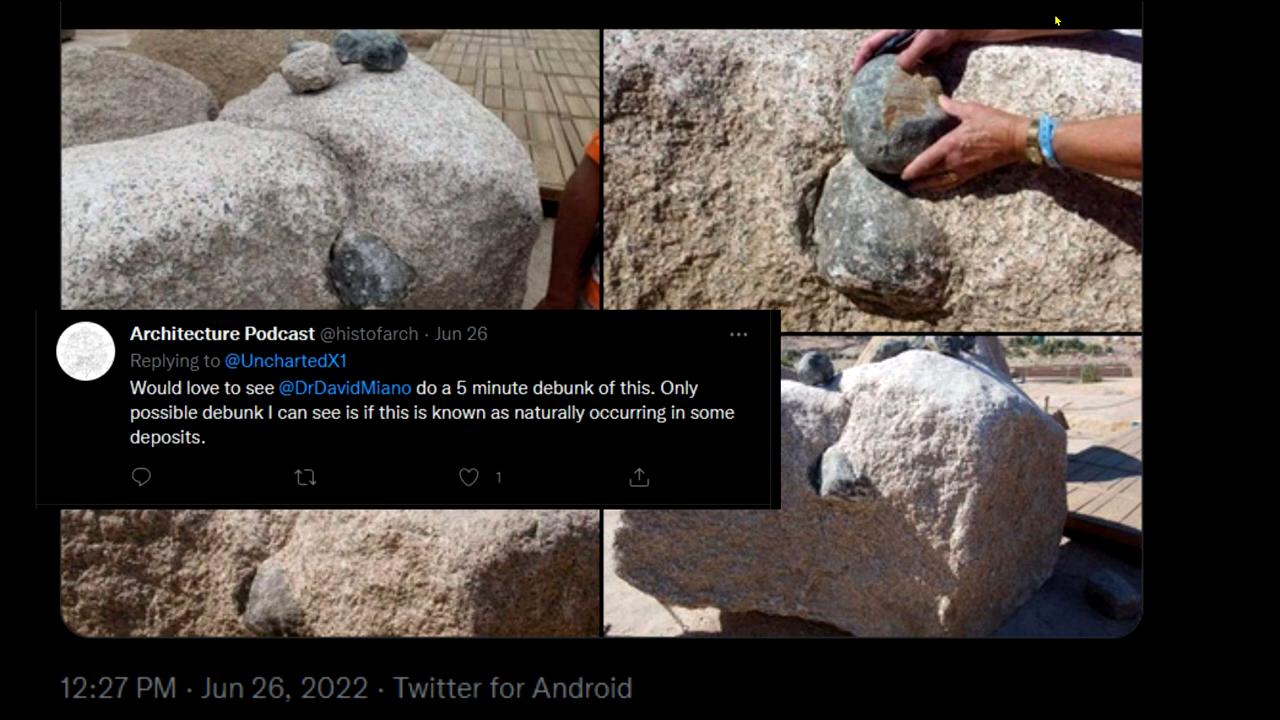 Architecture Podcast @histofarch · Jun 26
Replying to @UnchartedX1
Would love to see @DrDavidMiano do a 5 minute debunk of this. Only
possible debunk I can see is if this is known as naturally occurring in some
deposits.
1
12:27 PM · Jun 26, 2022 · Twitter for Android